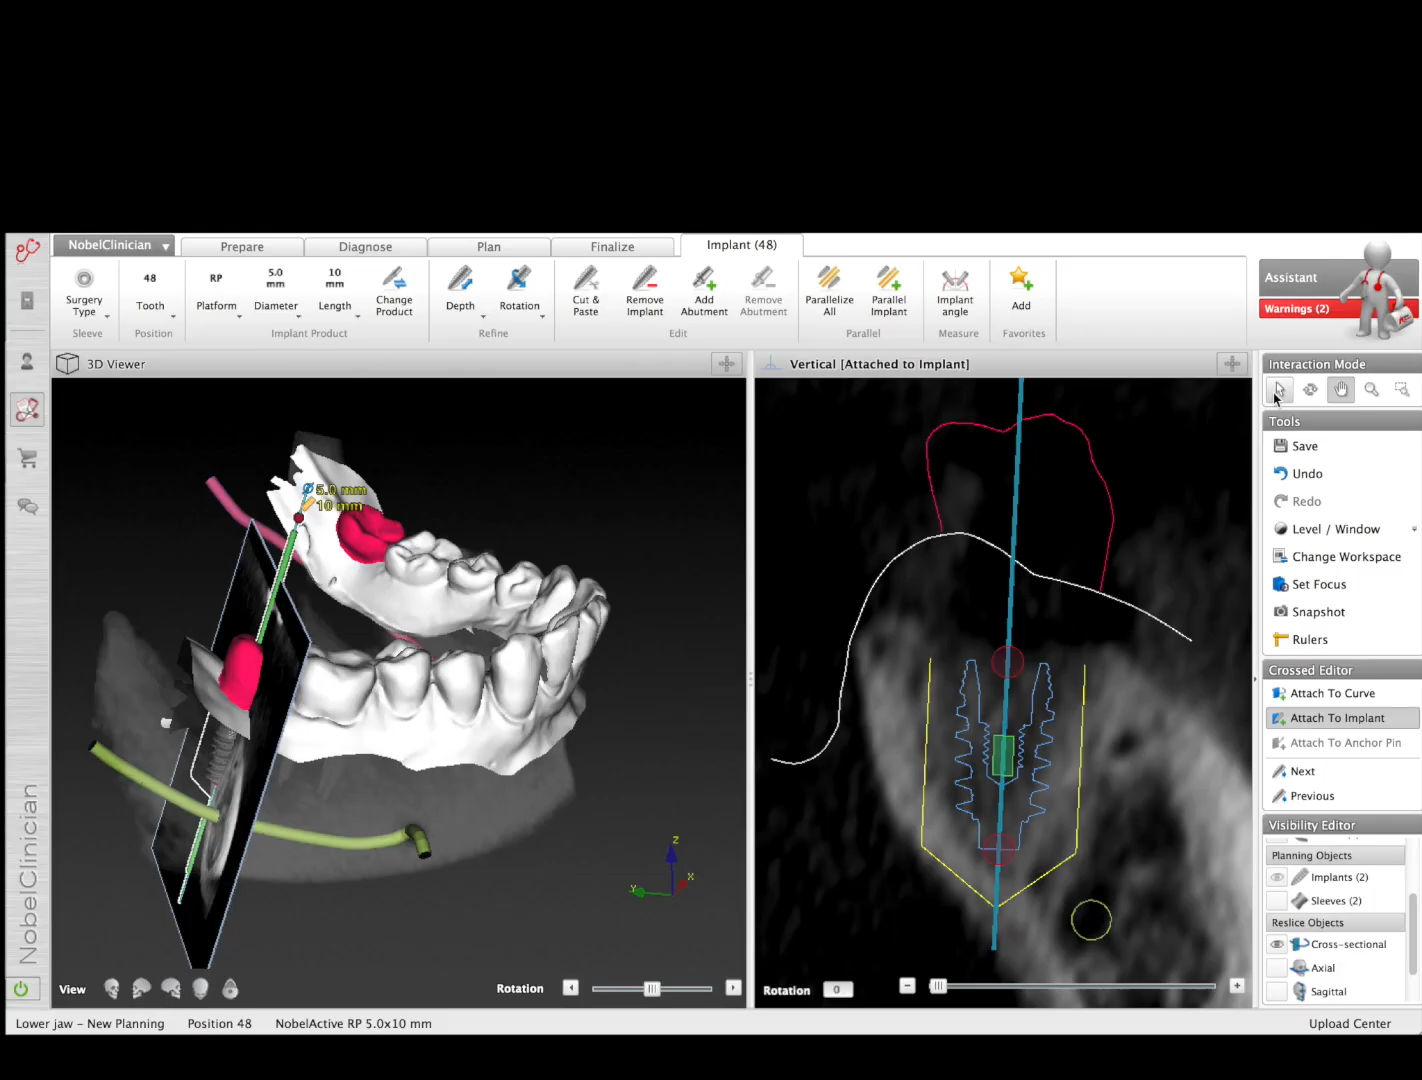 NobelClinician
Prepare
Diagnose
Plan
Finalize
Implant (48)
48
RP
5.0
mm
10
mm
Surgery
Type
Tooth
Platform
Diameter
Length
Change
Product
Depth
Rotation
Cut &
Paste
Remove
Implant
Add
Abutment
Remove
Abutment
Parallelize
All
Parallel
Implant
Implant
angle
Add
Sleeve
Position
Implant Product
Refine
Edit
Parallel
Measure
Favorites
Assistant
Warnings (2)
3D Viewer
Vertical [Attached to Implant]
5.0 mm
10 mm
Z
Y
X
View
Rotation
Rotation
0
Interaction Mode
Tools
Save
Undo
Redo
Level / Window
Change Workspace
Set Focus
Snapshot
Rulers
Crossed Editor
Attach To Curve
Attach To Implant
Attach To Anchor Pin
Next
Previous
Visibility Editor
Planning Objects
Implants (2)
Sleeves (2)
Reslice Objects
Cross-sectional
Axial
Sagittal
NobelClinician
Lower jaw - New Planning
Position 48
NobelActive RP 5.0x10 mm
Upload Center